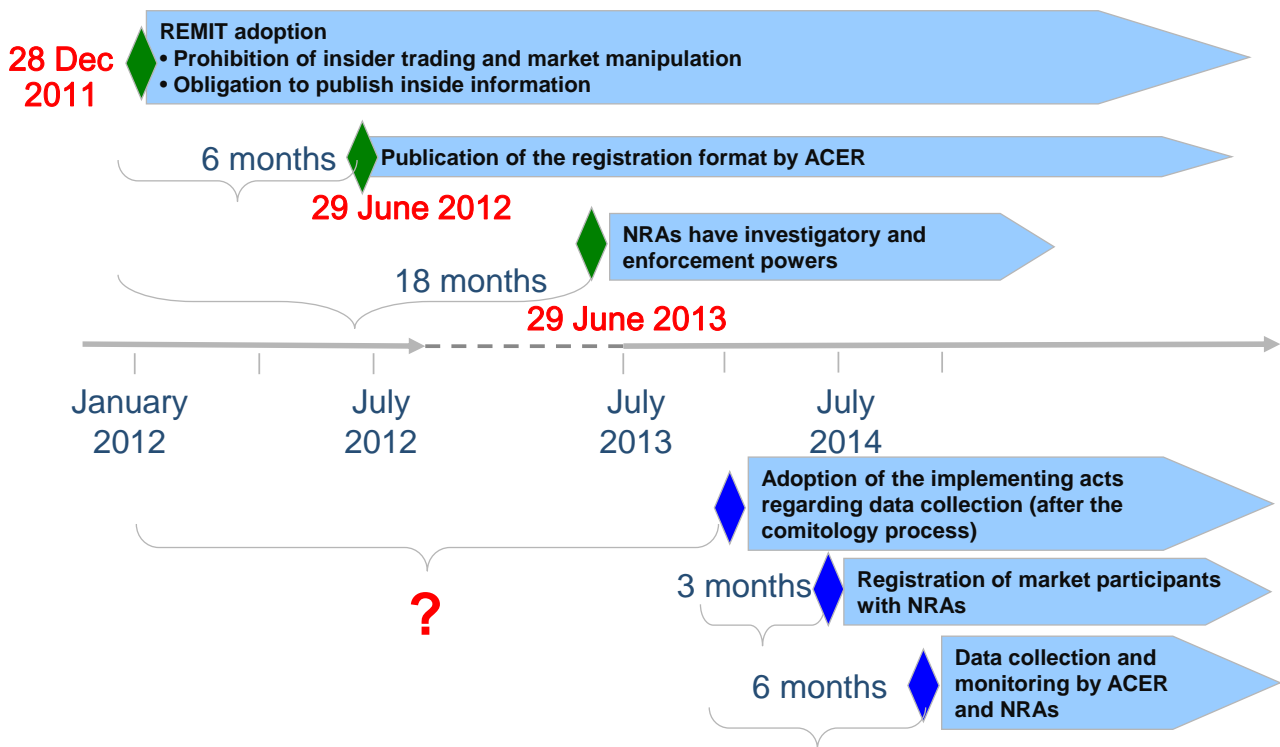 REMIT adoption
• Prohibition of insider trading and market manipulation
• Obligation to publish inside information
28 Dec
2011
6 months
Publication of the registration format by ACER
29 June 2012
NRAs have investigatory and
enforcement powers
18 months
29 June 2013
January
2012
July
2012
July
2013
July
2014
Adoption of the implementing acts
regarding data collection (after the
comitology process)
?
3 months
Registration of market participants
with NRAs
6 months
Data collection and
monitoring by ACER
and NRAs